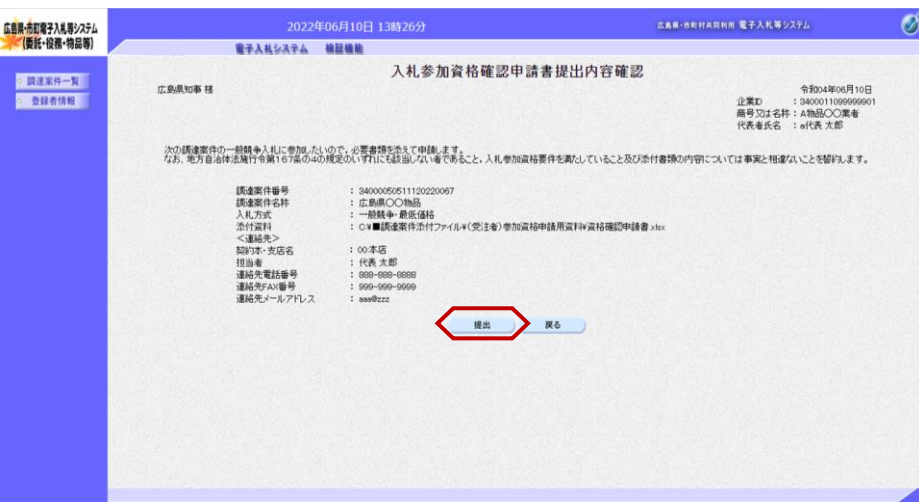 広島県・市町電子入札等システム
(委託・役務・物品等)
2022年06月10日 13時26分
広島県・市町村共同利用 電子入札等システム
電子入札システム 検証機能
調達案件一覧
登録者情報
入札参加資格確認申請書提出内容確認
広島県知事 様
令和04年06月10日
企業ID : 3400011099999901
商号又は名称 : A物品〇〇業者
代表者氏名 : a代表 太郎
次の調達案件の一般競争入札に参加したいので，必要書類を添えて申請します。
なお、地方自治体法施行令第167条の4の規定のいずれにも該当しない者であること，入札参加資格要件を満たしていること及び添付書類の内容については事実と相違ないことを誓約します。
調達案件番号 : 34000050511120220067
調達案件名称 : 広島県〇〇物品
入札方式 : 一般競争・最低価格
添付資料 : C:¥■調達案件添付ファイル¥(受注者)参加資格申請用資料¥資格確認申請書.xlsx
＜連絡先＞
契約本・支店名 : 00本店
担当者 : 代表 太郎
連絡先電話番号 : 888-888-8888
連絡先FAX番号 : 999-999-9999
連絡先メールアドレス : aaa@zzz
提出 戻る